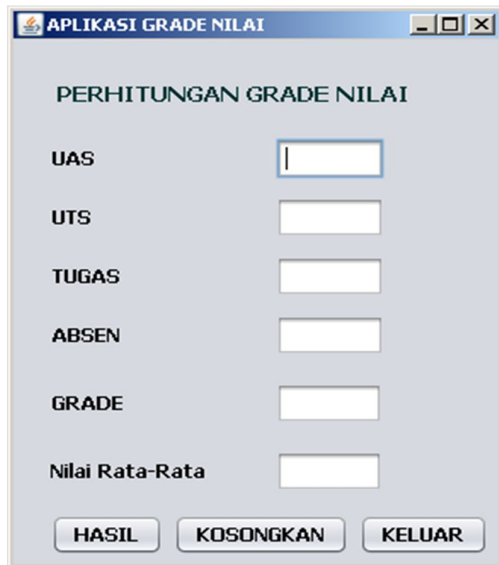 APLIKASI GRADE NILAI
PERHITUNGAN GRADE NILAI
UAS
UTS
TUGAS
ABSEN
GRADE
Nilai Rata-Rata
HASIL KOSONGKAN KELUAR